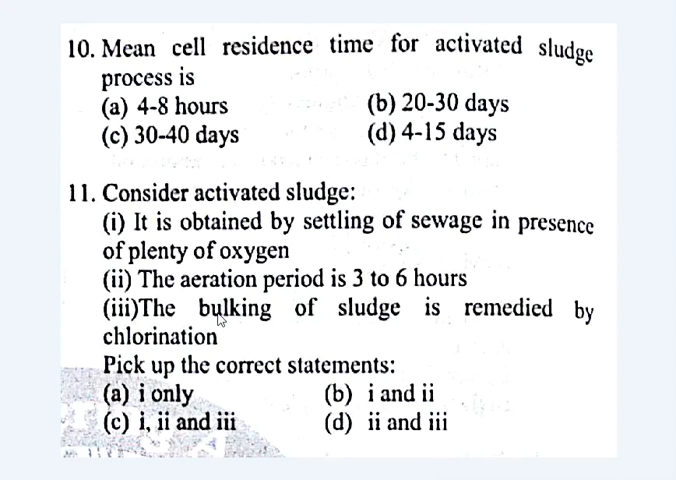 10. Mean cell residence time for activated sludge
process is
(a) 4-8 hours (b) 20-30 days
(c) 30-40 days (d) 4-15 days
11. Consider activated sludge:
(i) It is obtained by settling of sewage in presence
of plenty of oxygen
(ii) The aeration period is 3 to 6 hours
(iii)The bulking of sludge is remedied by
chlorination
Pick up the correct statements:
(a) i only (b) i and ii
(c) i, ii and iii (d) ii and iii